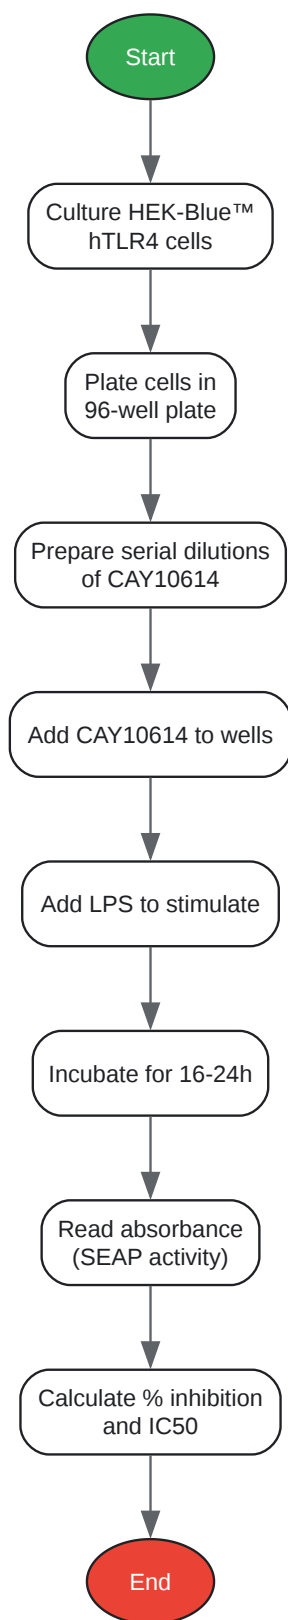 Start
Culture HEK-Blue™
hTLR4 cells
Plate cells in
96-well plate
Prepare serial dilutions
of CAY10614
Add CAY10614 to wells
Add LPS to stimulate
Incubate for 16-24h
Read absorbance
(SEAP activity)
Calculate % inhibition
and IC50
End